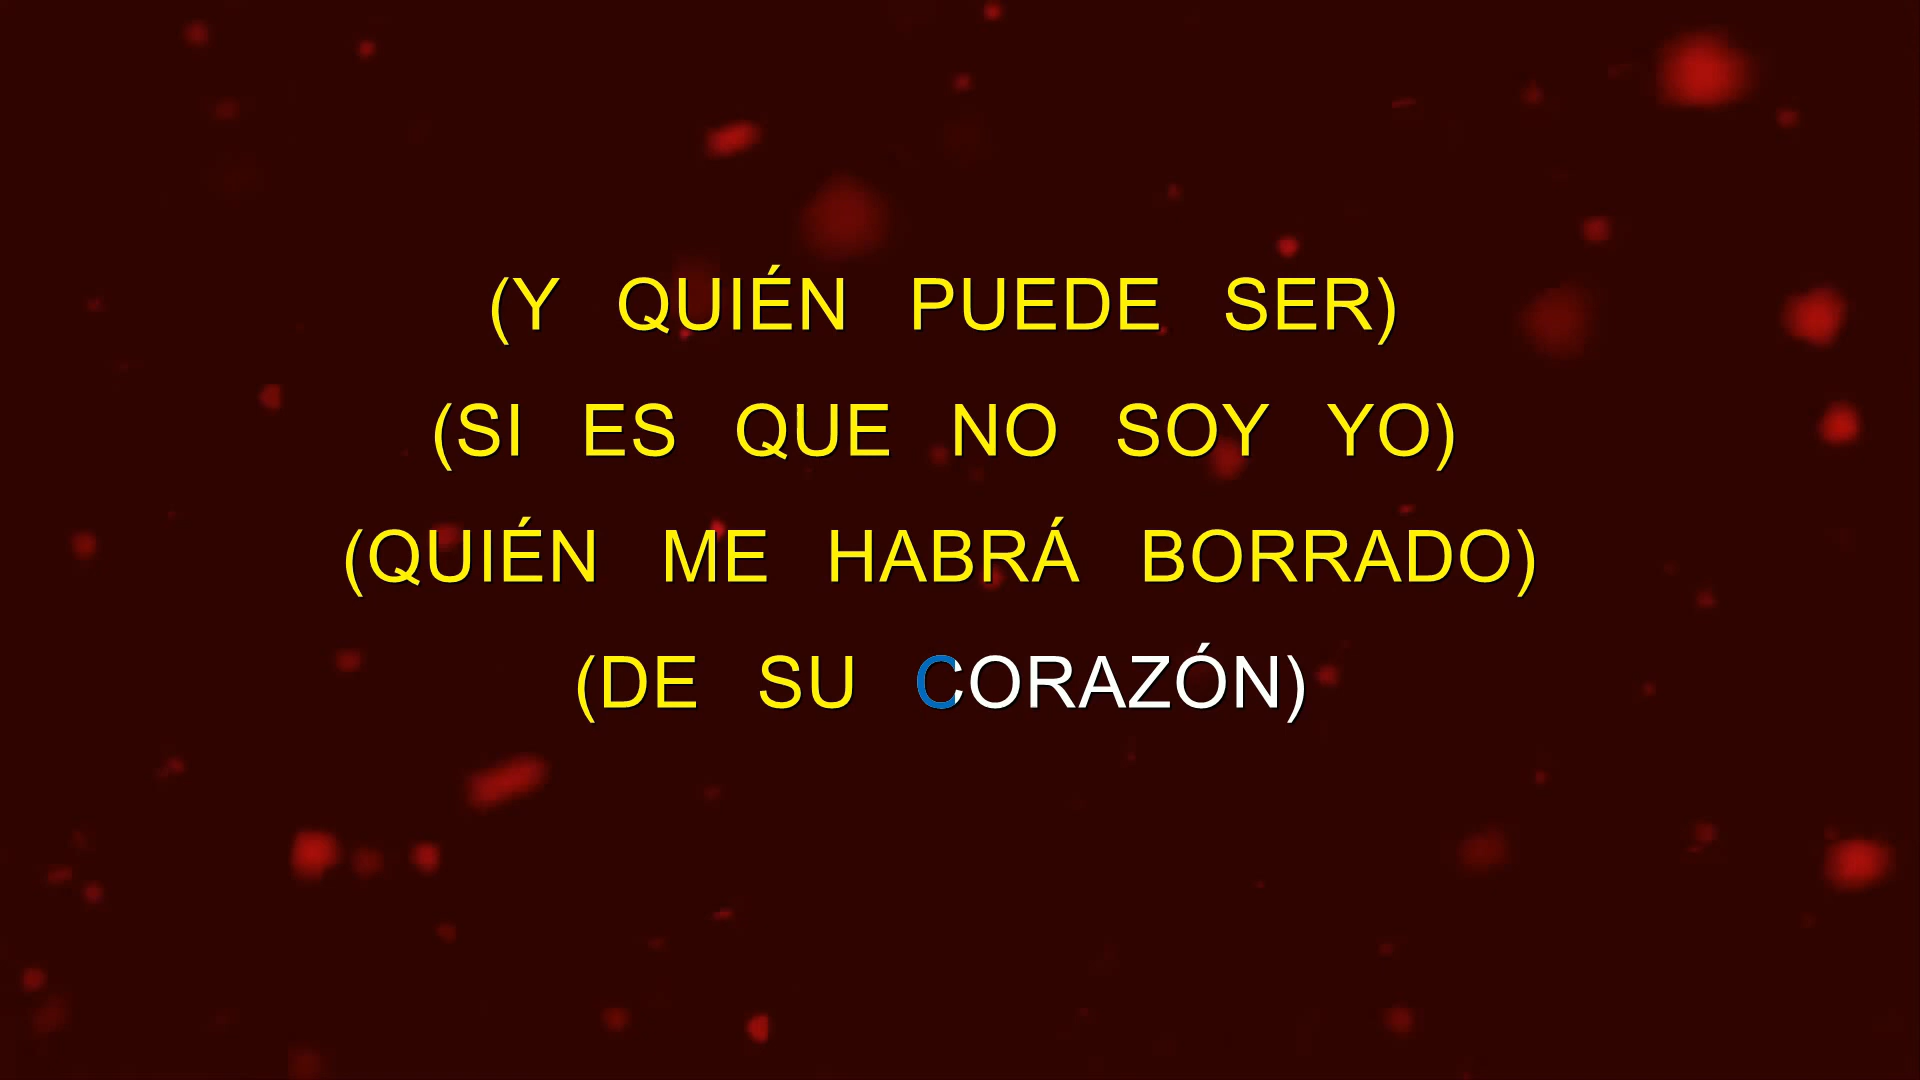 (Y QUIÉN PUEDE SER)
(SI ES QUE NO SOY YO)
(QUIÉN ME HABRÁ BORRADO)
(DE SU CORAZÓN)